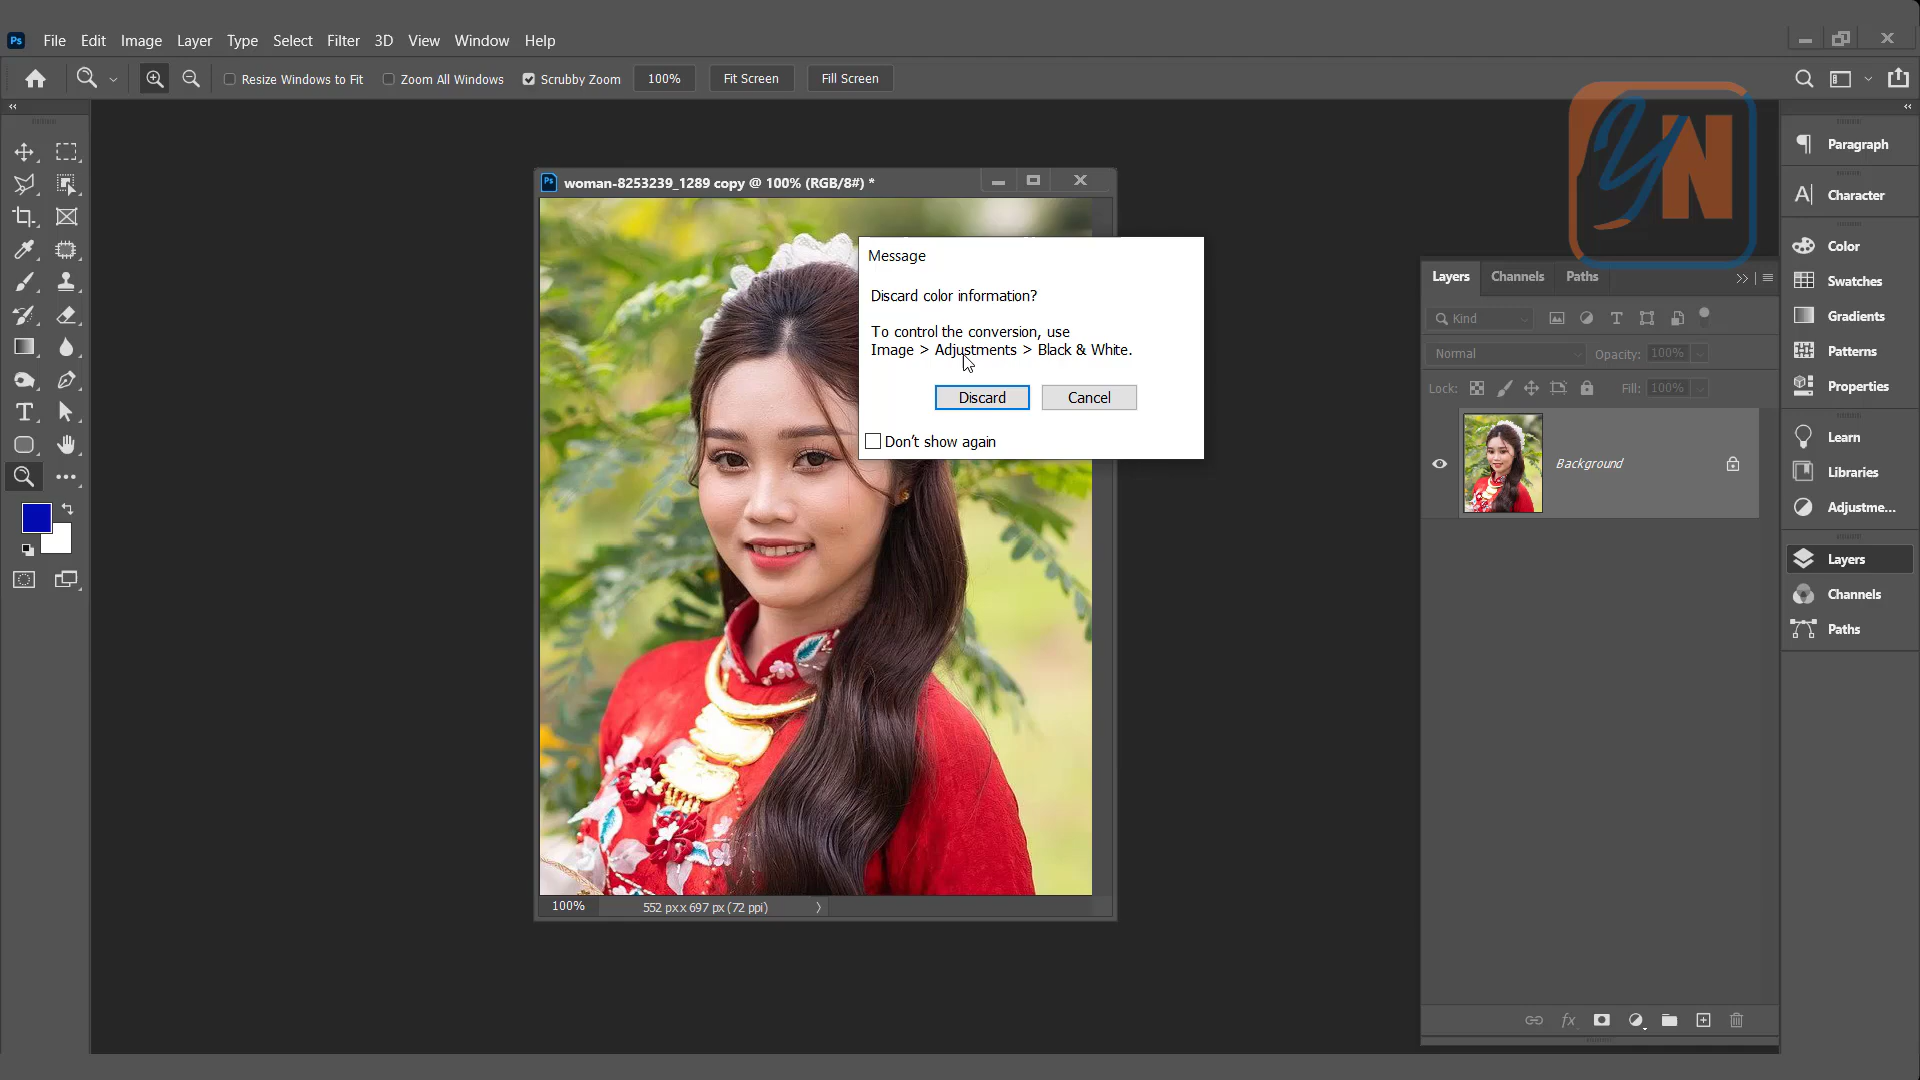 Ps File Edit Image Layer Type Select Filter 3D View Window Help
Resize Windows to Fit Zoom All Windows Scrubby Zoom 100% Fit Screen Fill Screen
YN
Ps woman-8253239_1289 copy @ 100% (RGB/8#) *
Message
Discard color information?
To control the conversion, use
Image > Adjustments > Black & White.
Discard Cancel
Don't show again
100% 552 px x 697 px (72 ppi)
Layers Channels Paths
Kind
Normal Opacity: 100%
Lock: Fill: 100%
Background
fx
Paragraph
Character
Color
Swatches
Gradients
Patterns
Properties
Learn
Libraries
Adjustme...
Layers
Channels
Paths